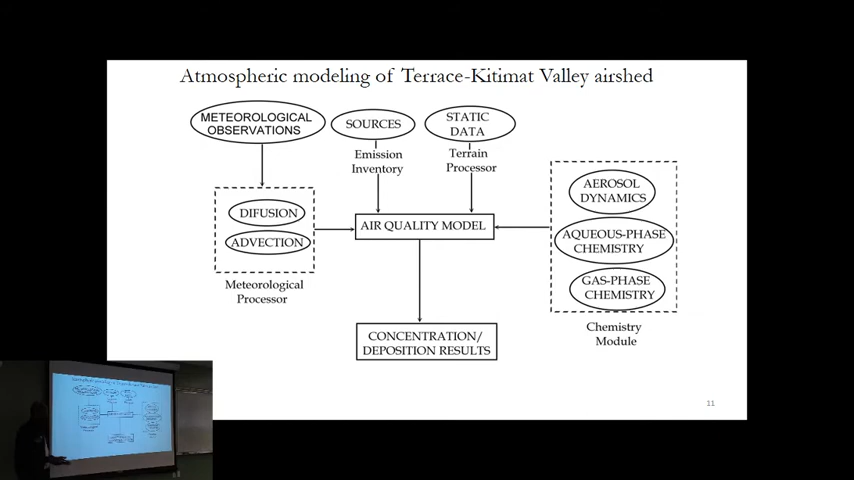 Atmospheric modeling of Terrace-Kitimat Valley airshed
METEOROLOGICAL
OBSERVATIONS
SOURCES
STATIC
DATA
Emission
Inventory
Terrain
Processor
DIFUSION
ADVECTION
Meteorological
Processor
AIR QUALITY MODEL
AEROSOL
DYNAMICS
AQUEOUS-PHASE
CHEMISTRY
GAS-PHASE
CHEMISTRY
Chemistry
Module
CONCENTRATION/
DEPOSITION RESULTS
11